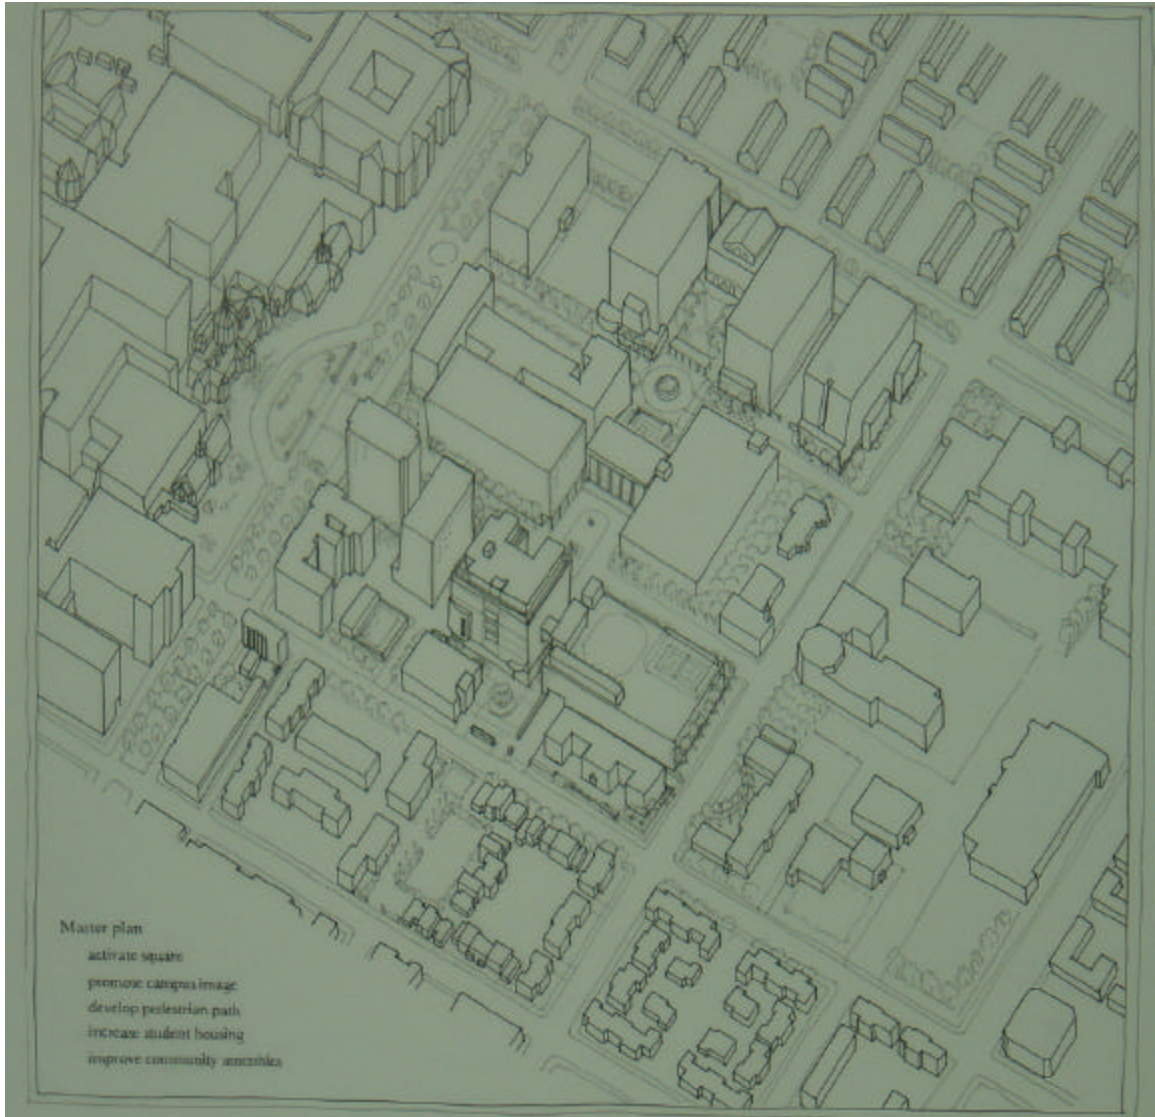 Master plan
activate square
promote campus image
develop pedestrian path
increase student housing
improve community amenities